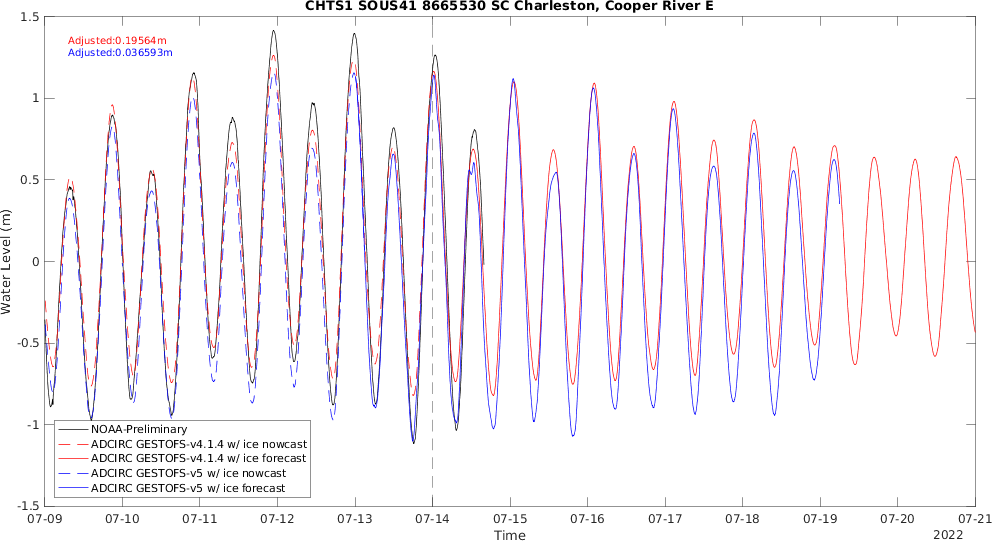 CHTS1 SOUS41 8665530 SC Charleston, Cooper River E
Adjusted:0.19564m
Adjusted:0.036593m
1.5
1
0.5
0
-0.5
-1
-1.5
Water Level (m)
NOAA-Preliminary
ADCIRC GESTOFS-v4.1.4 w/ ice nowcast
ADCIRC GESTOFS-v4.1.4 w/ ice forecast
ADCIRC GESTOFS-v5 w/ ice nowcast
ADCIRC GESTOFS-v5 w/ ice forecast
07-09 07-10 07-11 07-12 07-13 07-14 07-15 07-16 07-17 07-18 07-19 07-20 07-21
Time
2022